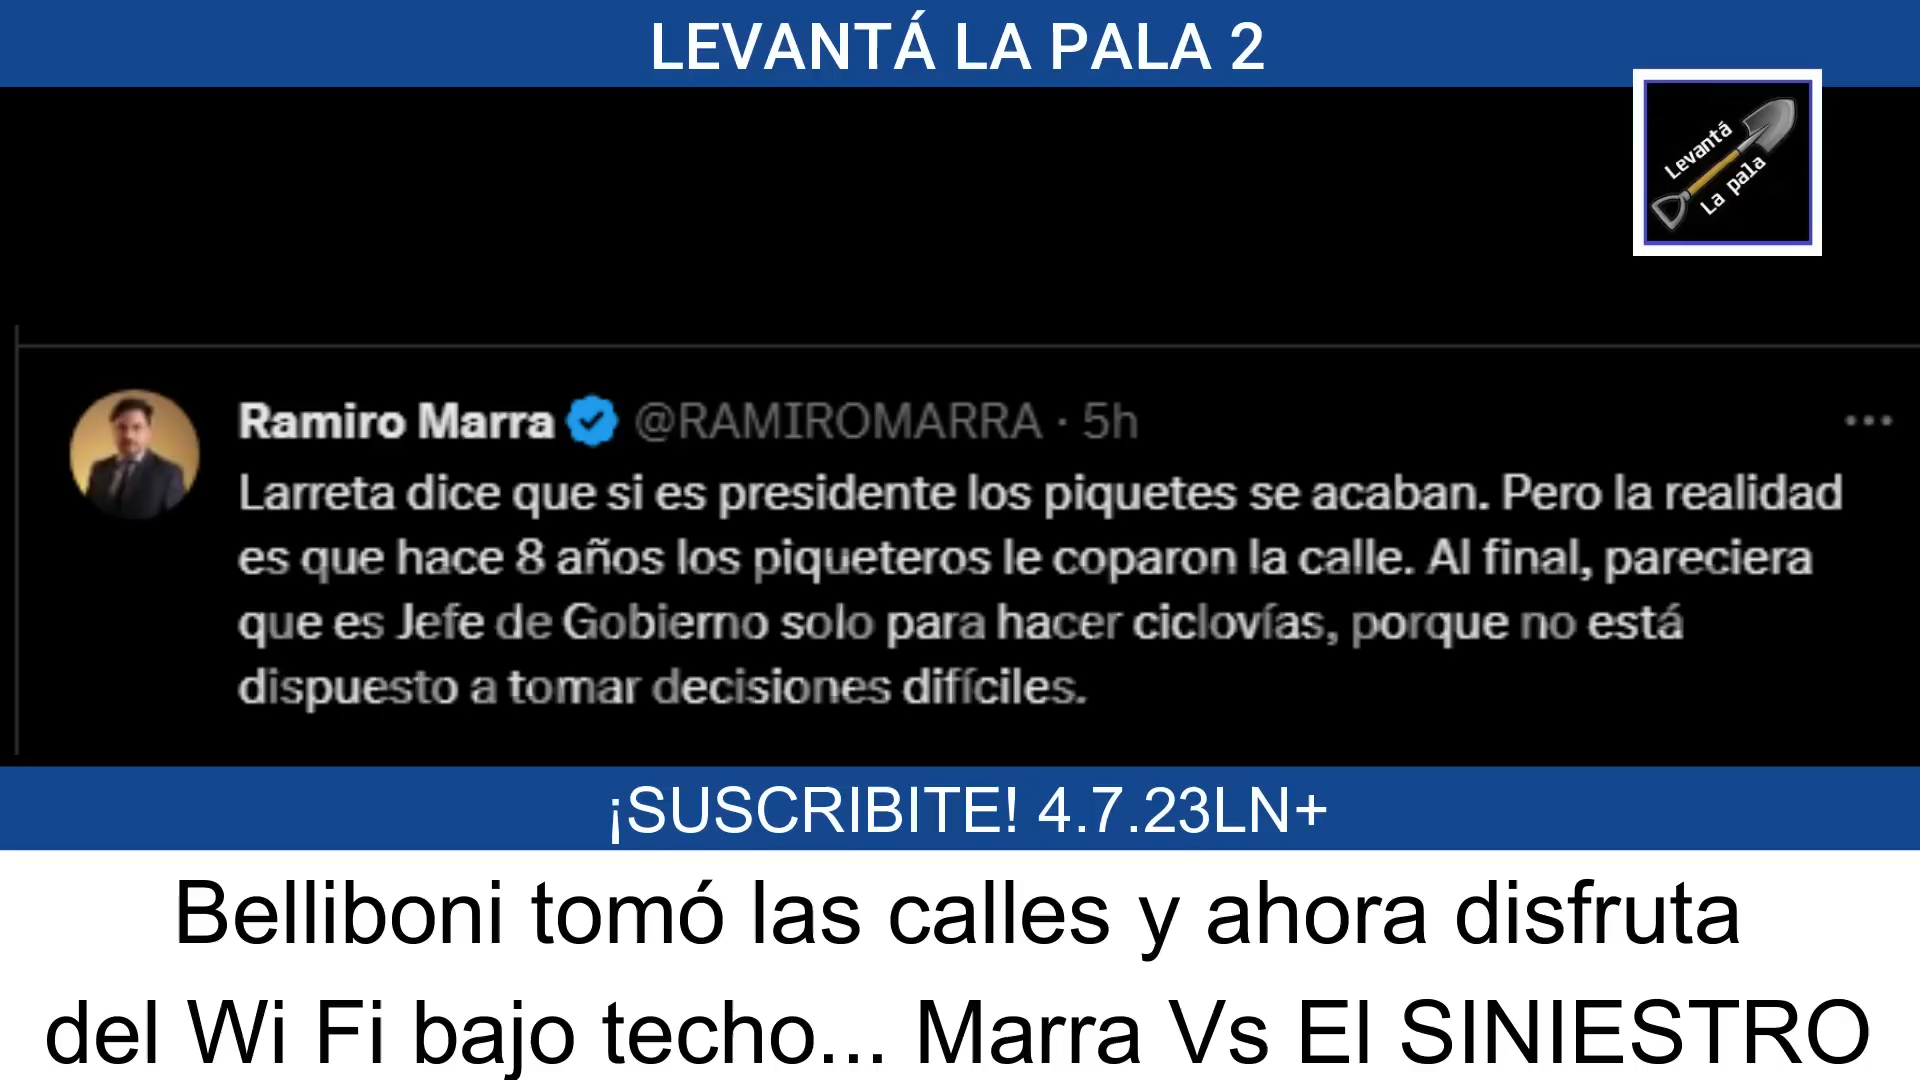 LEVANTÁ LA PALA 2
Levantá
La pala
Ramiro Marra @RAMIROMARRA · 5h
Larreta dice que si es presidente los piquetes se acaban. Pero la realidad
es que hace 8 años los piqueteros le coparon la calle. Al final, pareciera
que es Jefe de Gobierno solo para hacer ciclovías, porque no está
dispuesto a tomar decisiones difíciles.
¡SUSCRIBITE! 4.7.23LN+
Belliboni tomó las calles y ahora disfruta
del Wi Fi bajo techo... Marra Vs El SINIESTRO